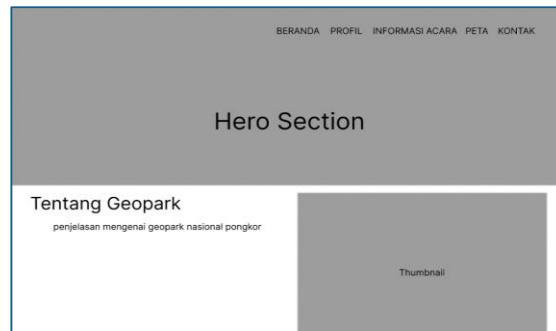 BERANDA PROFIL INFORMASI ACARA PETA KONTAK
Hero Section
Tentang Geopark
penjelasan mengenai geopark nasional pongkor
Thumbnail